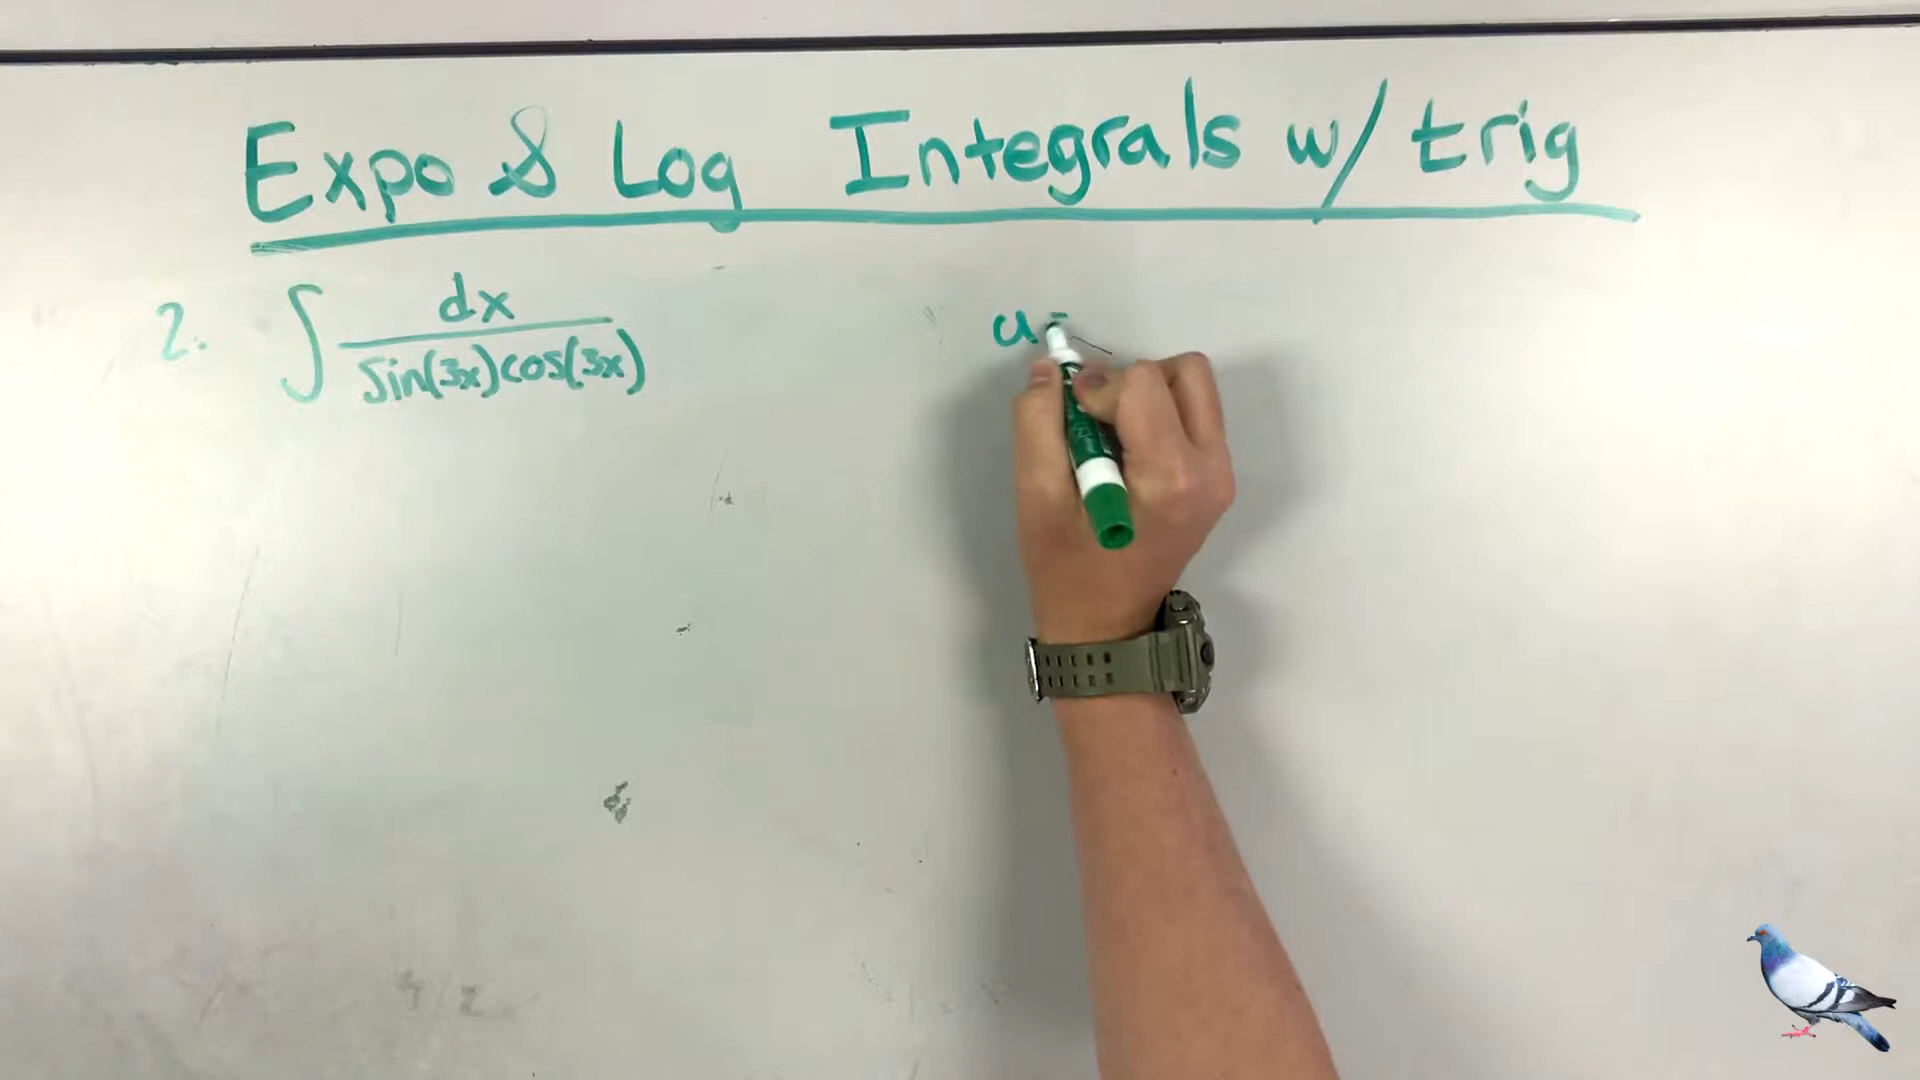 Expo & Log Integrals w/ trig
2. ∫ dx
sin(3x)cos(3x)
u =